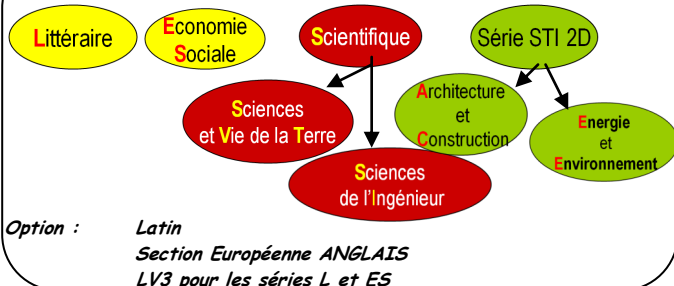 Littéraire
Economie
Sociale
Scientifique
Série STI 2D
Sciences
et Vie de la Terre
Architecture
et
Construction
Energie
et
Environnement
Sciences
de l'Ingénieur
Option : Latin
Section Européenne ANGLAIS
LV3 pour les séries L et ES